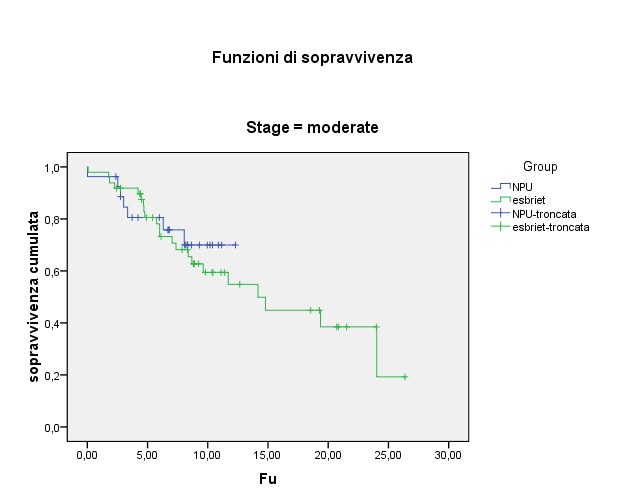 Funzioni di sopravvivenza
Stage = moderate
Group
NPU
esbriet
NPU-troncata
esbriet-troncata
sopravvivenza cumulata
1,0
0,8
0,6
0,4
0,2
0,0
0,00 5,00 10,00 15,00 20,00 25,00 30,00
Fu